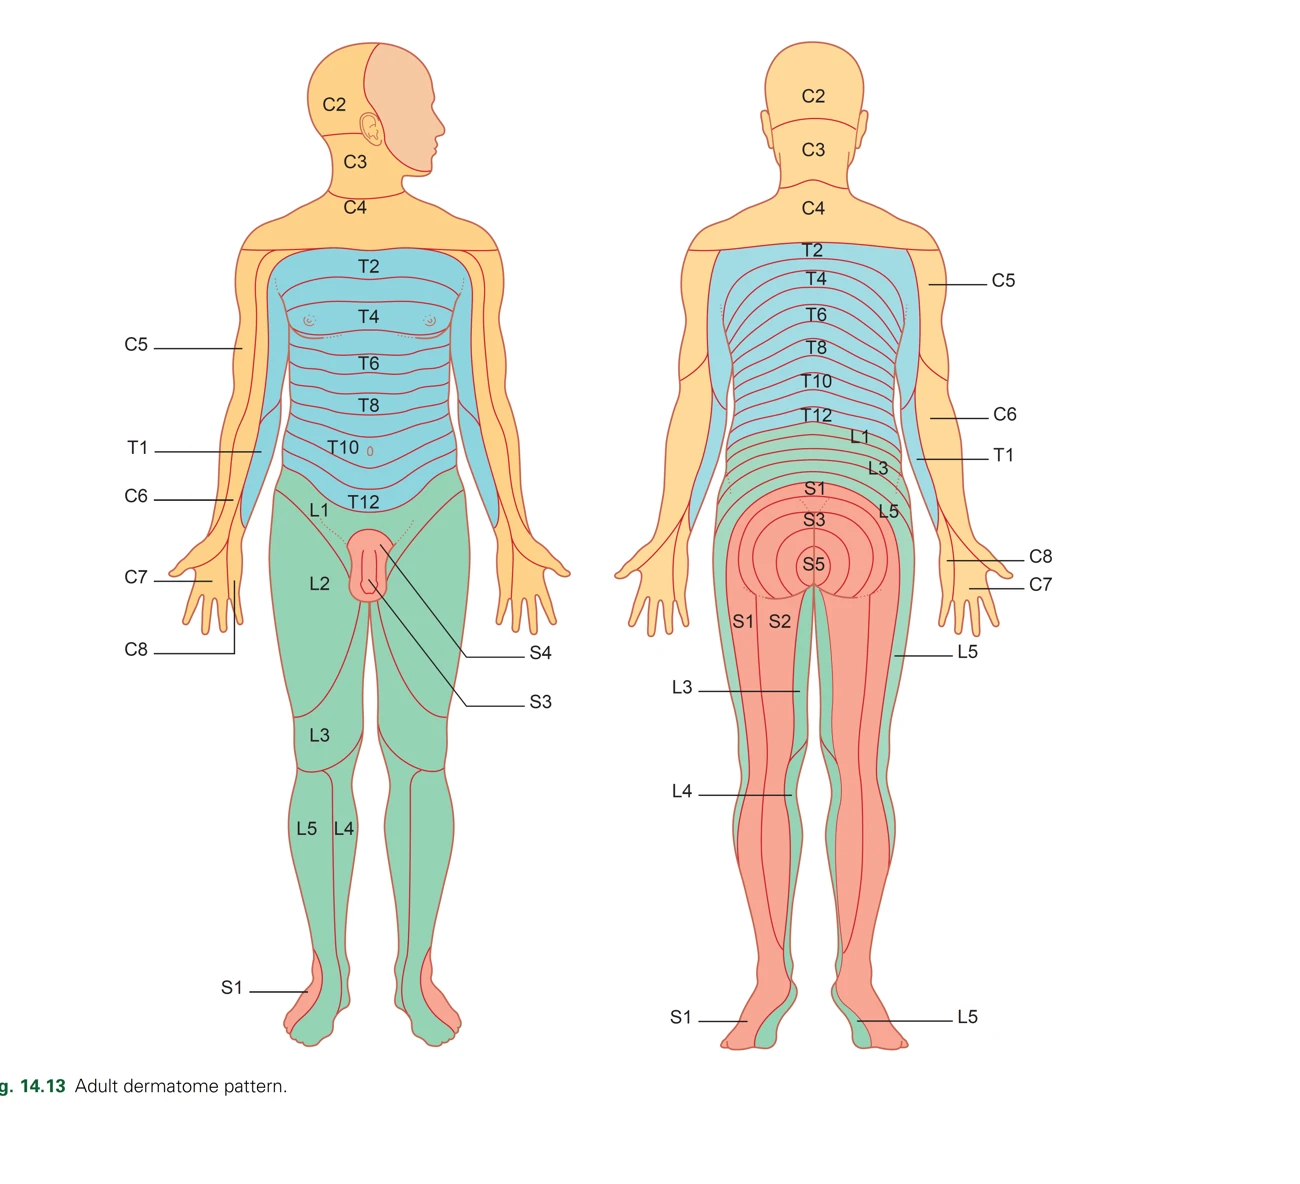 C2
C3
C4
T2
T4
T6
T8
T10
T12
C5
T1
C6
C7
C8
L1
L2
S4
S3
L3
L5
L4
S1
C2
C3
C4
T2
T4
T6
T8
T10
T12
L1
L3
S1
L5
S3
S5
C5
C6
T1
C8
C7
S1
S2
L5
L3
L4
S1
L5
g. 14.13 Adult dermatome pattern.